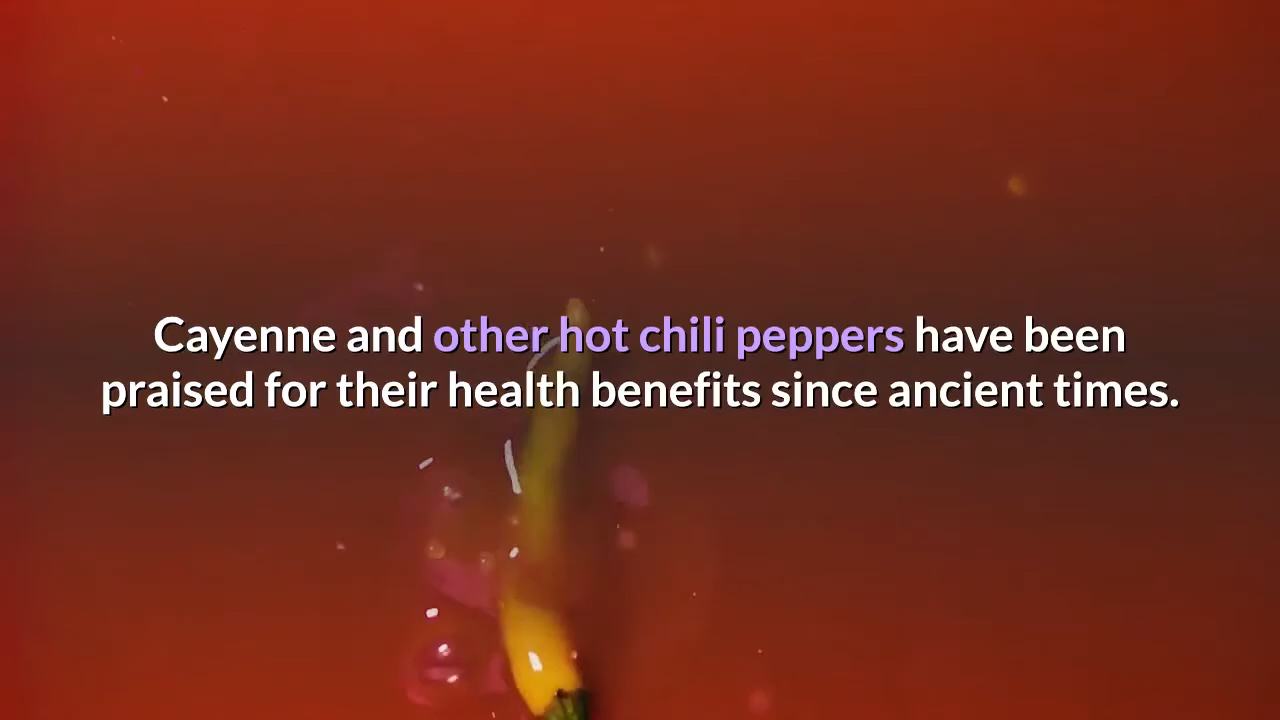 Cayenne and other hot chili peppers have been
praised for their health benefits since ancient times.